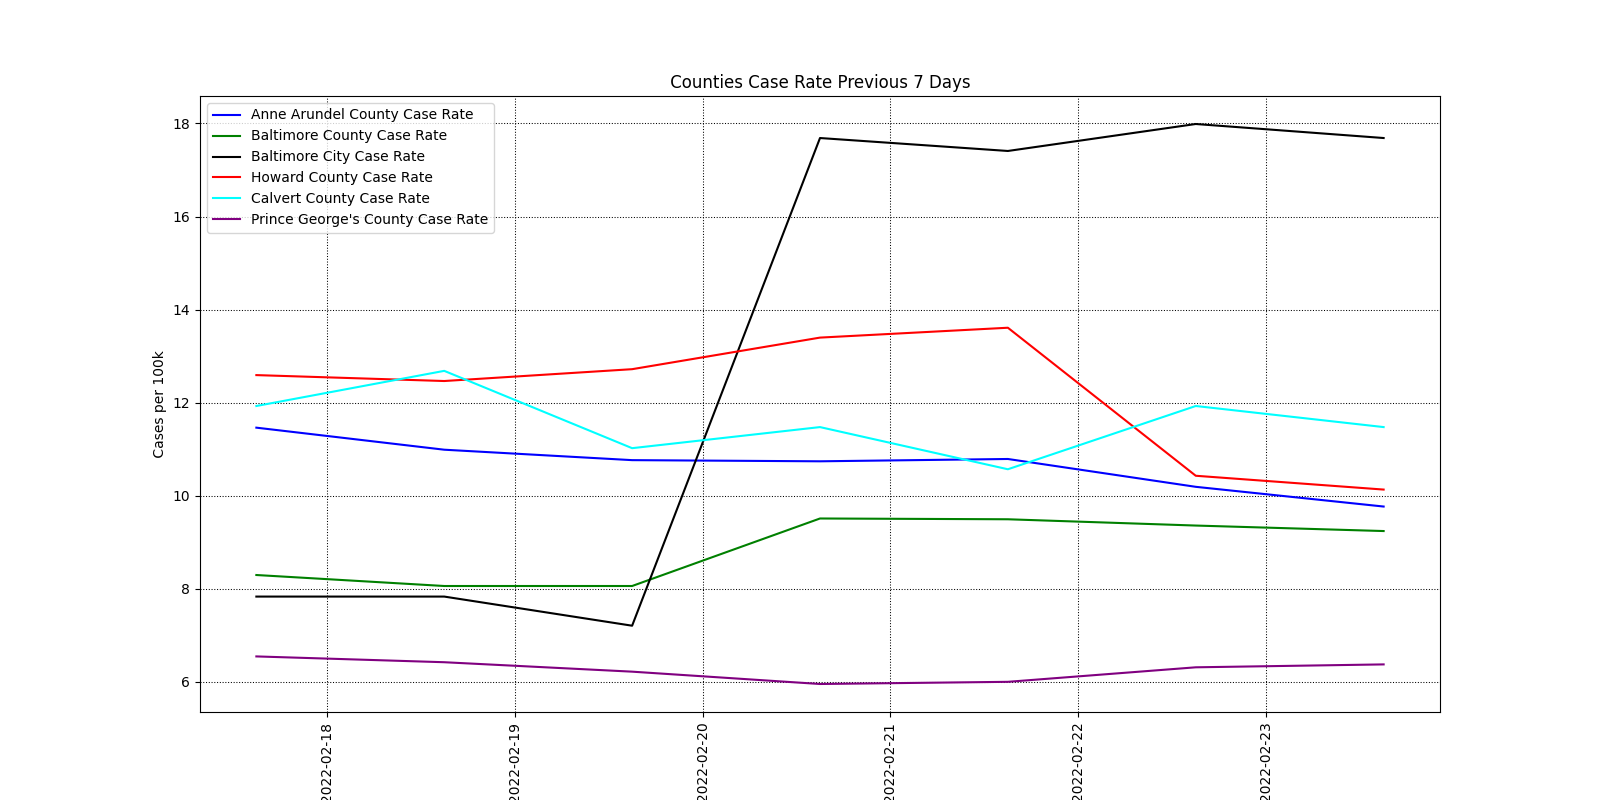 Counties Case Rate Previous 7 Days
Anne Arundel County Case Rate
Baltimore County Case Rate
Baltimore City Case Rate
Howard County Case Rate
Calvert County Case Rate
Prince George's County Case Rate
Cases per 100k
18
16
14
12
10
8
6
2022-02-18
2022-02-19
2022-02-20
2022-02-21
2022-02-22
2022-02-23